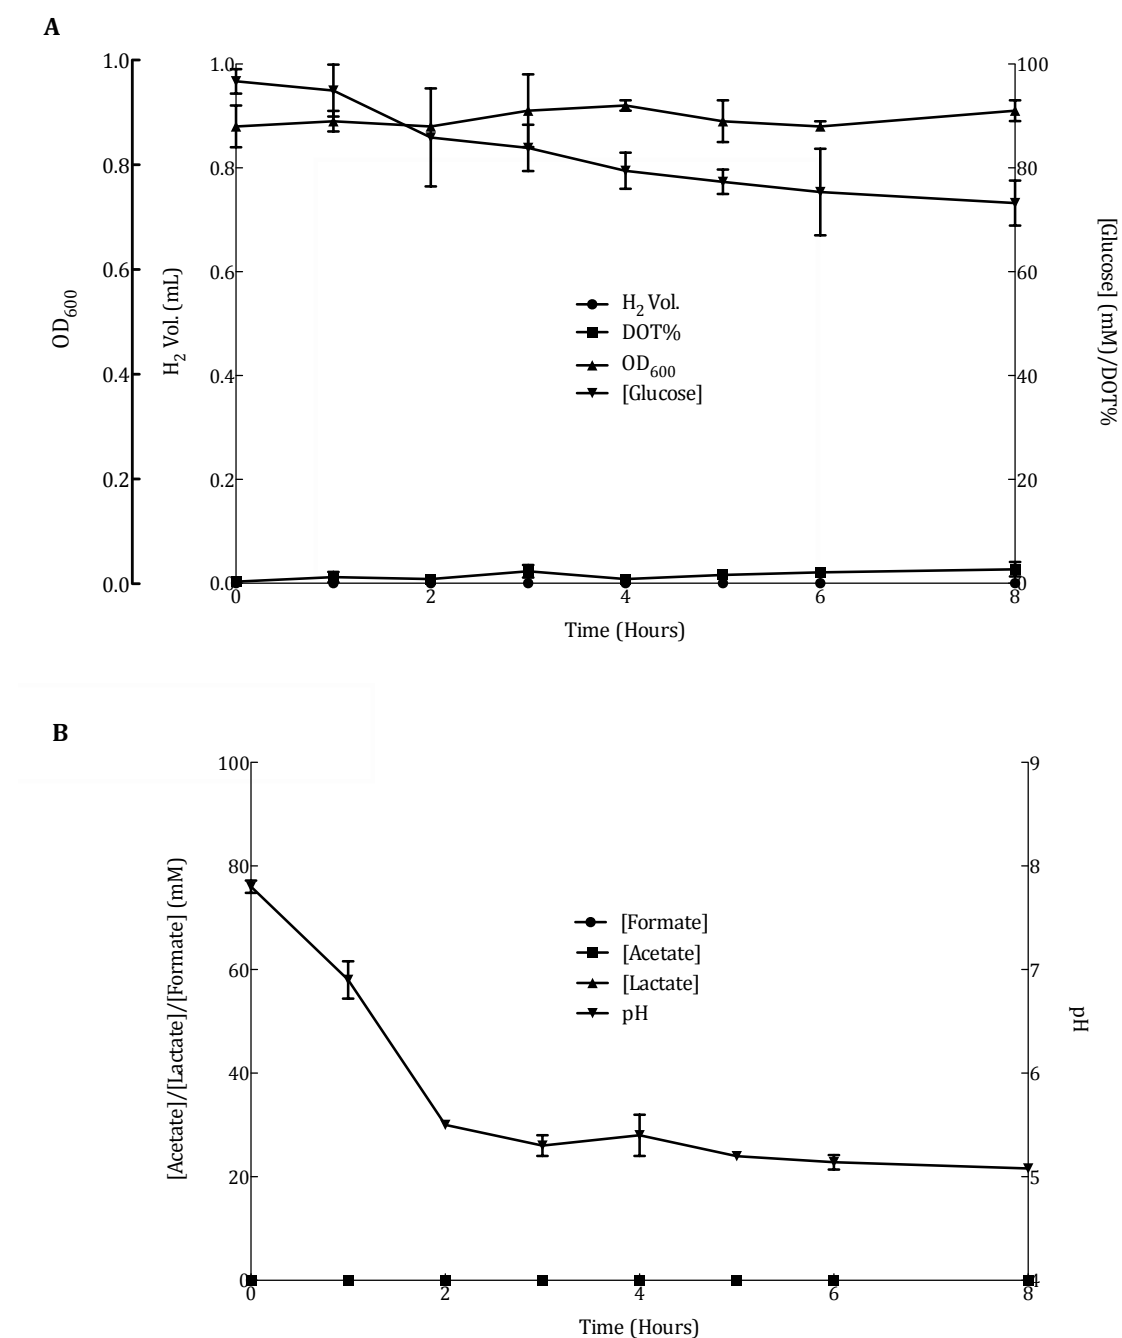 A
1.0
0.8
0.6
0.4
0.2
0.0
OD600
1.0
0.8
0.6
0.4
0.2
0.0
H2 Vol. (mL)
H2 Vol.
DOT%
OD600
[Glucose]
100
80
60
40
20
0
[Glucose] (mM)/DOT%
0 2 4 6 8
Time (Hours)
B
100
80
60
40
20
0
[Acetate]/[Lactate]/[Formate] (mM)
[Formate]
[Acetate]
[Lactate]
pH
9
8
7
6
5
4
pH
0 2 4 6 8
Time (Hours)